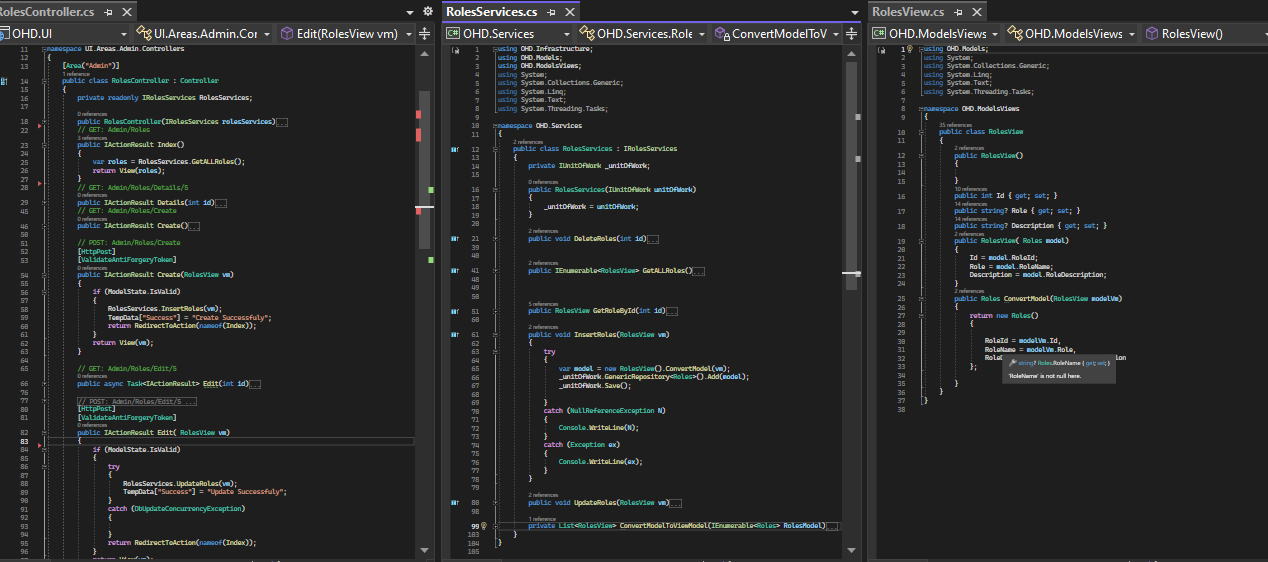 RolesController.cs
OHD.UI
UI.Areas.Admin.Cor
Edit(RolesView vm)
11 namespace UI.Areas.Admin.Controllers
12 {
13 [Area("Admin")]
1 reference
14 public class RolesController : Controller
15 {
16 private readonly IRolesServices RolesServices;
17
0 references
18 public RolesController(IRolesServices rolesServices)...
22 // GET: Admin/Roles
3 references
23 public IActionResult Index()
24 {
25 var roles = RolesServices.GetALLRoles();
26 return View(roles);
27 }
28 // GET: Admin/Roles/Details/5
0 references
29 public IActionResult Details(int id)...
45 // GET: Admin/Roles/Create
0 references
46 public IActionResult Create()...
50
51 // POST: Admin/Roles/Create
52 [HttpPost]
53 [ValidateAntiForgeryToken]
0 references
54 public IActionResult Create(RolesView vm)
55 {
56 if (ModelState.IsValid)
57 {
58 RolesServices.InsertRoles(vm);
59 TempData["Success"] = "Create Successfuly";
60 return RedirectToAction(nameof(Index));
61 }
62 return View(vm);
63 }
64
65 // GET: Admin/Roles/Edit/5
0 references
66 public async Task<IActionResult> Edit(int id)...
76
77 // POST: Admin/Roles/Edit/5 ...
80 [HttpPost]
81 [ValidateAntiForgeryToken]
0 references
82 public IActionResult Edit( RolesView vm)
83 {
84 if (ModelState.IsValid)
85 {
86 try
87 {
88 RolesServices.UpdateRoles(vm);
89 TempData["Success"] = "Update Successfuly";
90 }
91 catch (DbUpdateConcurrencyException)
92 {
93
94 }
95 return RedirectToAction(nameof(Index));
96 }
return View(vm);
RolesServices.cs
OHD.Services
OHD.Services.Role
ConvertModelToV
1 using OHD.Infrastructure;
2 using OHD.Models;
3 using OHD.ModelsViews;
4 using System;
5 using System.Collections.Generic;
6 using System.Linq;
7 using System.Text;
8 using System.Threading.Tasks;
9
10 namespace OHD.Services
11 {
2 references
12 public class RolesServices : IRolesServices
13 {
14 private IUnitOfWork _unitOfWork;
15
0 references
16 public RolesServices(IUnitOfWork unitOfWork)
17 {
18 _unitOfWork = unitOfWork;
19 }
20
2 references
21 public void DeleteRoles(int id)...
39
40
2 references
41 public IEnumerable<RolesView> GetALLRoles()...
48
49
50
5 references
51 public RolesView GetRoleById(int id)...
60
2 references
61 public void InsertRoles(RolesView vm)
62 {
63 try
64 {
65 var model = new RolesView().ConvertModel(vm);
66 _unitOfWork.GenericRepository<Roles>().Add(model);
67 _unitOfWork.Save();
68
69 }
70 catch (NullReferenceException N)
71 {
72 Console.WriteLine(N);
73 }
74 catch (Exception ex)
75 {
76 Console.WriteLine(ex);
77 }
78 }
79
2 references
80 public void UpdateRoles(RolesView vm)...
98
1 reference
99 private List<RolesView> ConvertModelToViewModel(IEnumerable<Roles> RolesModel)...
103 }
104 }
105
RolesView.cs
OHD.ModelsViews
OHD.ModelsViews
RolesView()
1 using OHD.Models;
2 using System;
3 using System.Collections.Generic;
4 using System.Linq;
5 using System.Text;
6 using System.Threading.Tasks;
7
8 namespace OHD.ModelsViews
9 {
35 references
10 public class RolesView
11 {
2 references
12 public RolesView()
13 {
14
15 }
10 references
16 public int Id { get; set; }
14 references
17 public string? Role { get; set; }
14 references
18 public string? Description { get; set; }
2 references
19 public RolesView( Roles model)
20 {
21 Id = model.RoleId;
22 Role = model.RoleName;
23 Description = model.RoleDescription;
24 }
2 references
25 public Roles ConvertModel(RolesView modelVm)
26 {
27 return new Roles()
28 {
29
30 RoleId = modelVm.Id,
31 RoleName = modelVm.Role,
32 RoleD
string? Roles.RoleName { get; set; }
'RoleName' is not null here.
33 };
34
35 }
36 }
37 }
38